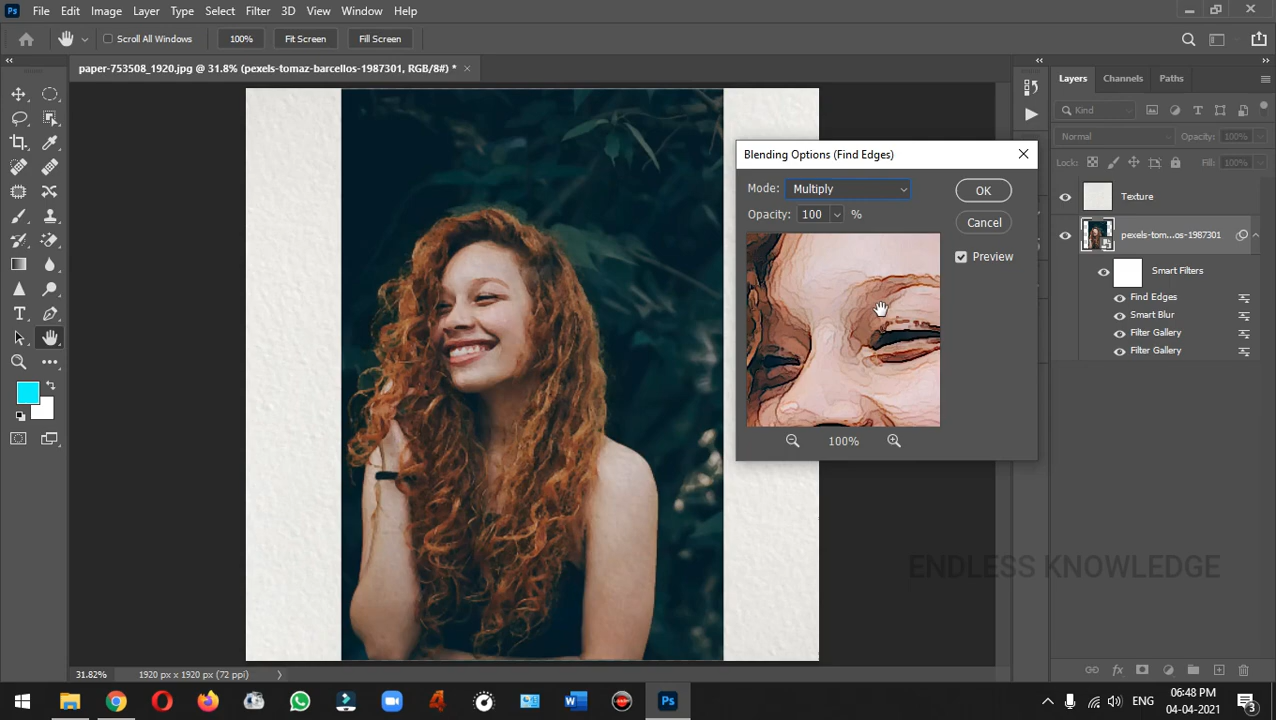 Ps File Edit Image Layer Type Select Filter 3D View Window Help
Scroll All Windows 100% Fit Screen Fill Screen
paper-753508_1920.jpg @ 31.8% (pexels-tomaz-barcellos-1987301, RGB/8#) * ×
Layers Channels Paths
Kind
Normal Opacity: 100%
Lock: Fill: 100%
Texture
pexels-tom...os-1987301
Smart Filters
Find Edges
Smart Blur
Filter Gallery
Filter Gallery
Blending Options (Find Edges)
Mode: Multiply
Opacity: 100 %
OK
Cancel
Preview
100%
ENDLESS KNOWLEDGE
31.82% 1920 px x 1920 px (72 ppi)
ENG
06:48 PM
04-04-2021
3